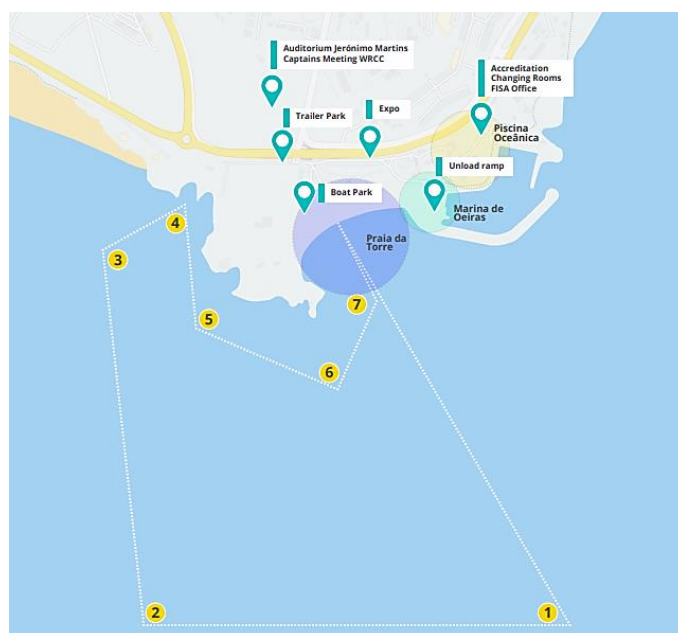 Auditorium Jerónimo Martins
Captains Meeting WRCC
Accreditation
Changing Rooms
FISA Office
Trailer Park
Expo
Piscina
Oceânica
Unload ramp
Boat Park
Marina de
Oeiras
Praia da
Torre
4
3
7
5
6
2
1